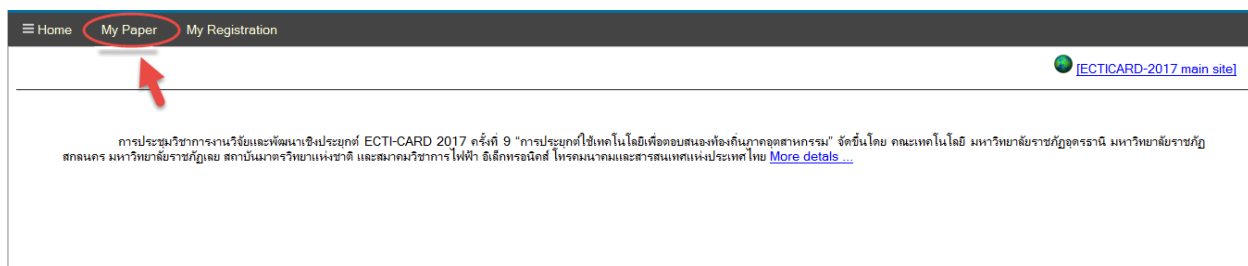 ≡ Home My Paper My Registration
[ECTICARD-2017 main site]
การประชุมวิชาการงานวิจัยและพัฒนาเชิงประยุกต์ ECTI-CARD 2017 ครั้งที่ 9 "การประยุกต์ใช้เทคโนโลยีเพื่อตอบสนองท้องถิ่นภาคอุตสาหกรรม" จัดขึ้นโดย คณะเทคโนโลยี มหาวิทยาลัยราชภัฏอุดรธานี มหาวิทยาลัยราชภัฏ
สกลนคร มหาวิทยาลัยราชภัฏเลย สถาบันมาตรวิทยาแห่งชาติ และสมาคมวิชาการไฟฟ้า อิเล็กทรอนิคส์ โทรคมนาคมและสารสนเทศแห่งประเทศไทย More detals ...